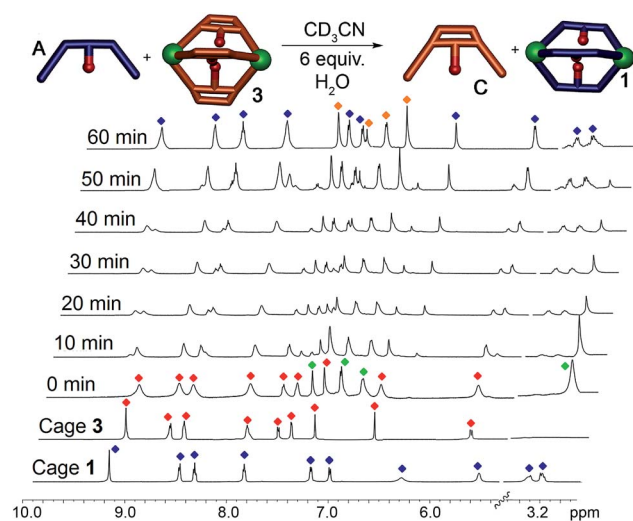 A + 3 CD₃CN 6 equiv. H₂O C + 1
60 min
50 min
40 min
30 min
20 min
10 min
0 min
Cage 3
Cage 1
10.0 9.0 8.0 7.0 6.0 3.2 ppm